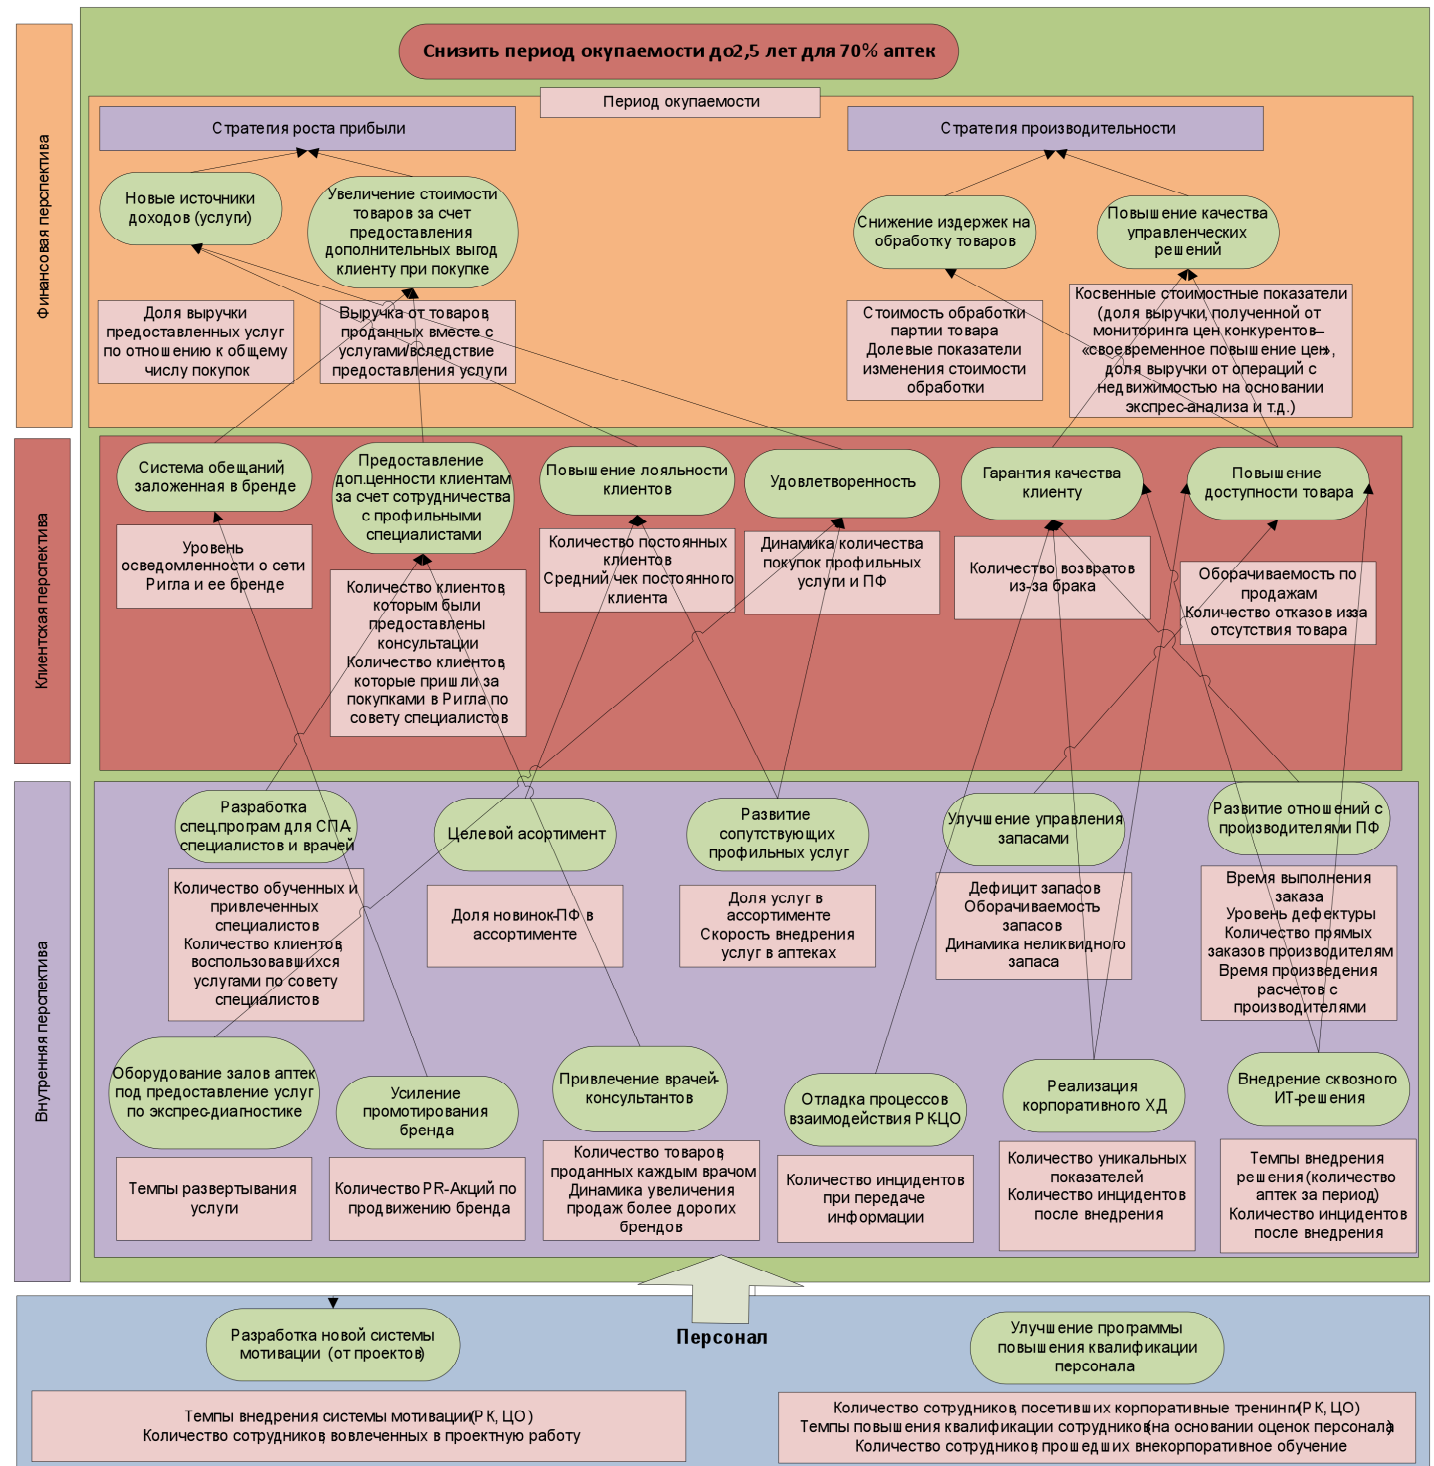 Снизить период окупаемости до2,5 лет для 70% аптек
Финансовая перспектива
Период окупаемости
Стратегия роста прибыли
Стратегия производительности
Новые источники
доходов (услуги)
Увеличение стоимости
товаров за счет
предоставления
дополнительных выгод
клиенту при покупке
Снижение издержек на
обработку товаров
Повышение качества
управленческих
решений
Доля выручки
предоставленных услуг
по отношению к общему
числу покупок
Выручка от товаров,
проданных вместе с
услугами/вследствие
предоставления услуги
Стоимость обработки
партии товара
Долевые показатели
изменения стоимости
обработки
Косвенные стоимостные показатели
(доля выручки, полученной от
мониторинга цен конкурентов–
«своевременное повышение цен»,
доля выручки от операций с
недвижимостью на основании
экспрес-анализа и т.д.)
Клиентская перспектива
Система обещаний,
заложенная в бренде
Предоставление
доп.ценности клиентам
за счет сотрудничества
с профильными
специалистами
Повышение лояльности
клиентов
Удовлетворенность
Гарантия качества
клиенту
Повышение
доступности товара
Уровень
осведомленности о сети
Ригла и ее бренде
Количество клиентов,
которым были
предоставлены
консультации
Количество клиентов,
которые пришли за
покупками в Ригла по
совету специалистов
Количество постоянных
клиентов
Средний чек постоянного
клиента
Динамика количества
покупок профильных
услуги и ПФ
Количество возвратов
из-за брака
Оборачиваемость по
продажам
Количество отказов из-за
отсутствия товара
Внутренняя перспектива
Разработка
спец.програм для СПА-
специалистов и врачей
Целевой асортимент
Развитие
сопутствующих
профильных услуг
Улучшение управления
запасами
Развитие отношений с
производителями ПФ
Количество обученных и
привлеченных
специалистов
Количество клиентов,
воспользовавшихся
услугами по совету
специалистов
Доля новинок-ПФ в
ассортименте
Доля услуг в
ассортименте
Скорость внедрения
услуг в аптеках
Дефицит запасов
Оборачиваемость
запасов
Динамика неликвидного
запаса
Время выполнения
заказа
Уровень дефектуры
Количество прямых
заказов производителям
Время произведения
расчетов с
производителями
Оборудование залов аптек
под предоставление услуг
по экспрес-диагностике
Усиление
промотирования
бренда
Привлечение врачей-
консультантов
Отладка процессов
взаимодействия РК-ЦО
Реализация
корпоративного ХД
Внедрение сквозного
ИТ-решения
Темпы развертывания
услуги
Количество PR-Акций по
продвижению бренда
Количество товаров,
проданных каждым врачом
Динамика увеличения
продаж более дорогих
брендов
Количество инцидентов
при передаче
информации
Количество уникальных
показателей
Количество инцидентов
после внедрения
Темпы внедрения
решения (количество
аптек за период)
Количество инцидентов
после внедрения
Персонал
Разработка новой системы
мотивации (от проектов)
Улучшение программы
повышения квалификации
персонала
Темпы внедрения системы мотивации(РК, ЦО)
Количество сотрудников, вовлеченных в проектную работу
Количество сотрудников, посетивших корпоративные тренинги(РК, ЦО)
Темпы повышения квалификации сотрудников(на основании оценок персонала)
Количество сотрудников, прошедших внекорпоративное обучение